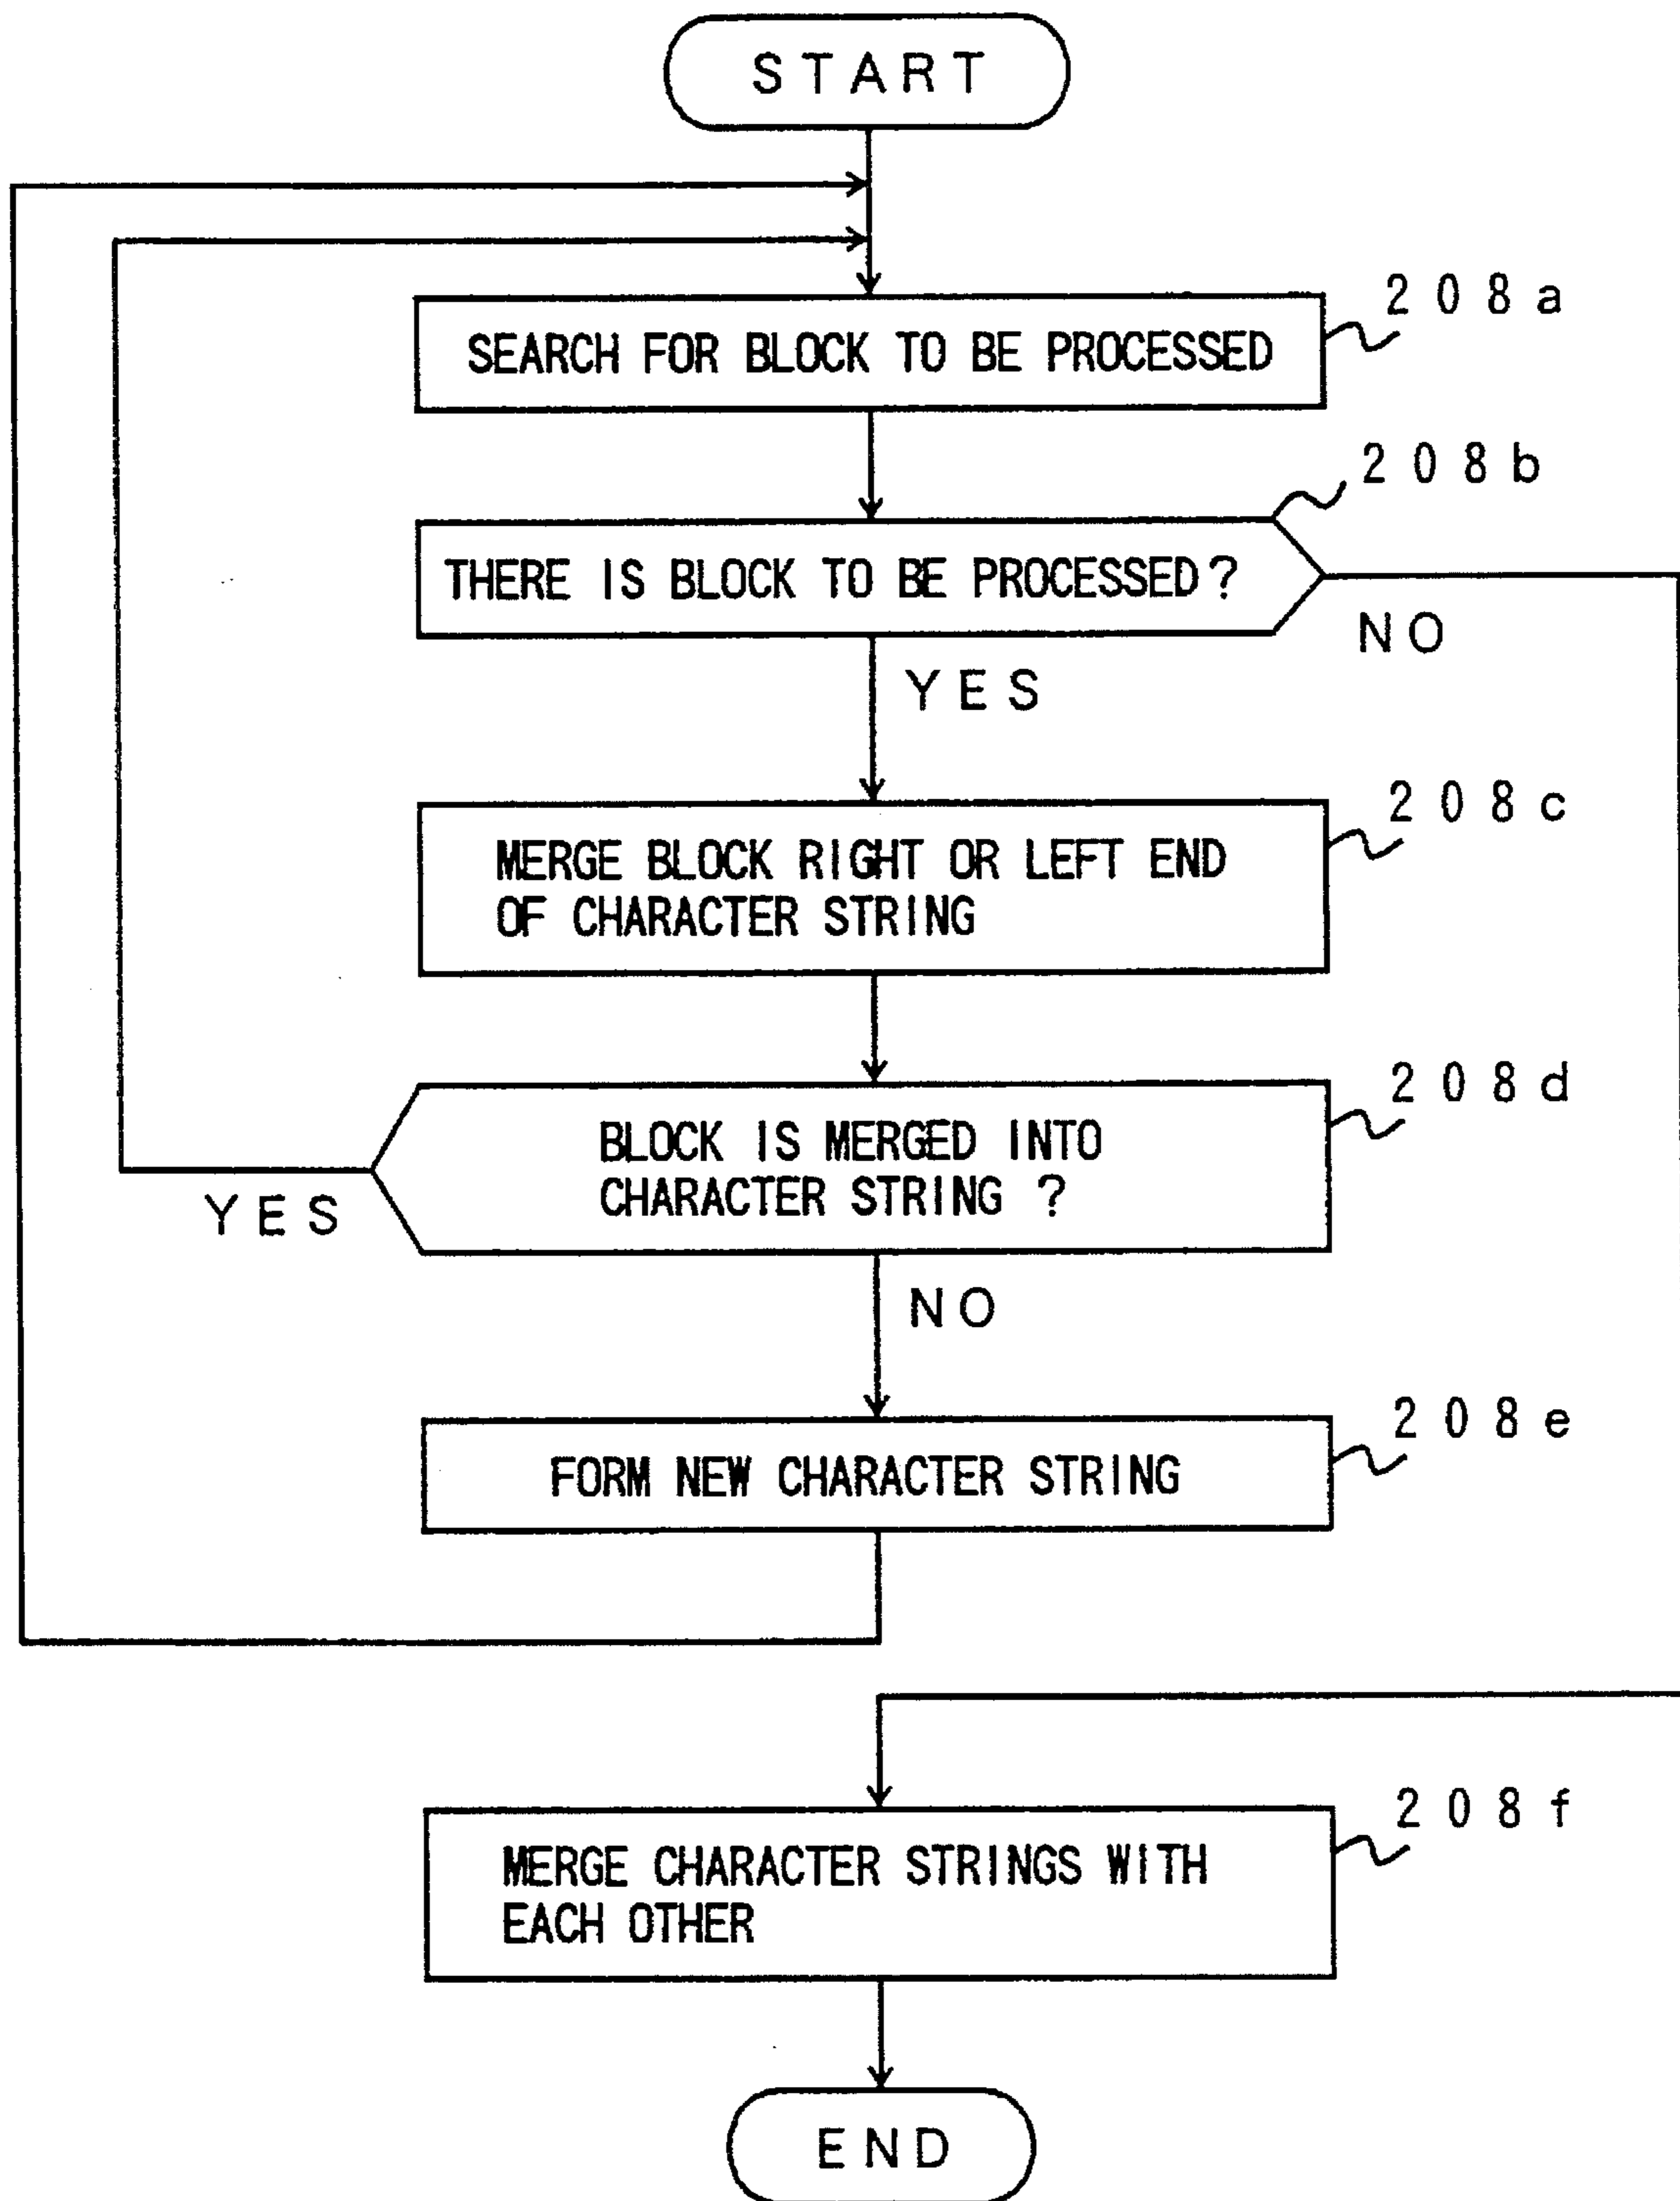 START
208a
SEARCH FOR BLOCK TO BE PROCESSED
208b
THERE IS BLOCK TO BE PROCESSED?
NO
YES
208c
MERGE BLOCK RIGHT OR LEFT END
OF CHARACTER STRING
208d
BLOCK IS MERGED INTO
CHARACTER STRING ?
YES
NO
208e
FORM NEW CHARACTER STRING
208f
MERGE CHARACTER STRINGS WITH
EACH OTHER
END